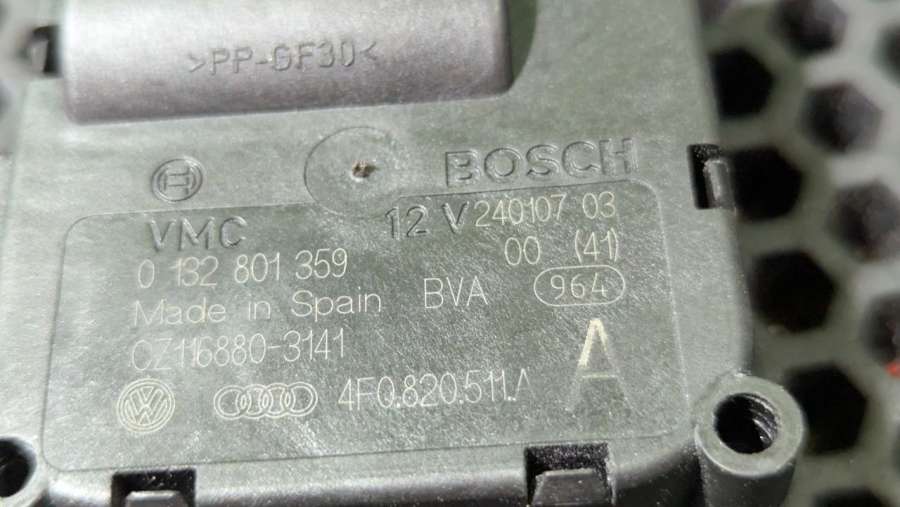 >PP-GF30<
BOSCH
VMC 12 V 240107 03
0 132 801 359 00 (41)
Made in Spain BVA 964
CZ116880-3141 A
4F0.820.511.A